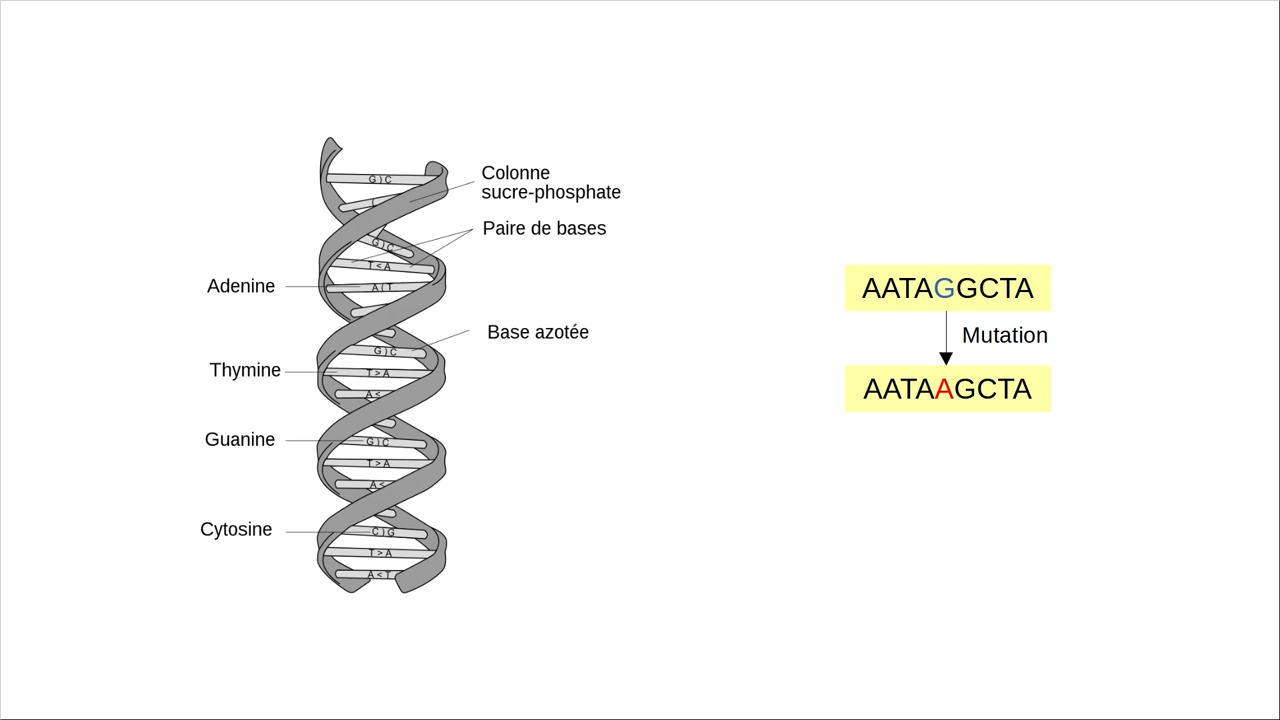 Colonne
sucre-phosphate
Paire de bases
Adenine
Base azotée
Thymine
Guanine
Cytosine
G ) C
G ) C
T < A
A ( T
G ) C
T > A
A <
G ) C
T > A
A <
C ) G
T > A
A < T
AATAGGCTA
Mutation
AATAAGCTA